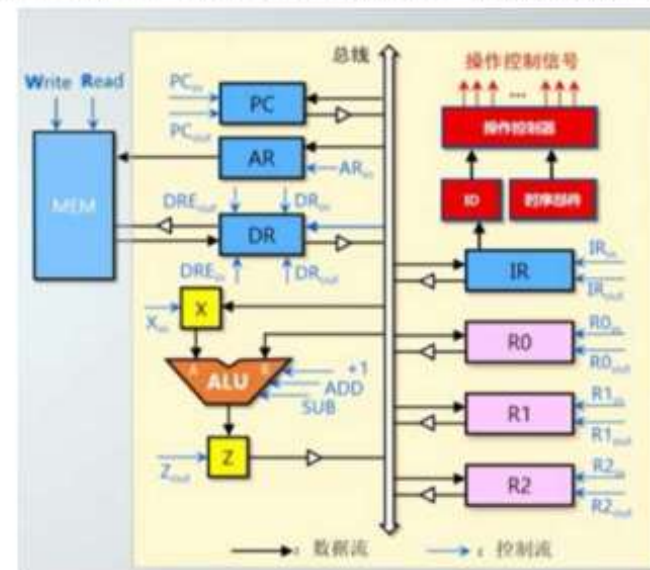 总线
操作控制信号
Write Read
PCin
PC
...
PCout
操作控制器
AR
ARin
MEM
DREout
DRin
ID
时序部件
DR
IRin
DREin
DRout
IR
IRout
X
Xin
R0in
R0
R0out
A
B
+1
ALU
ADD
SUB
R1in
R1
R1out
Z
Zout
R2in
R2
R2out
数据流
控制流